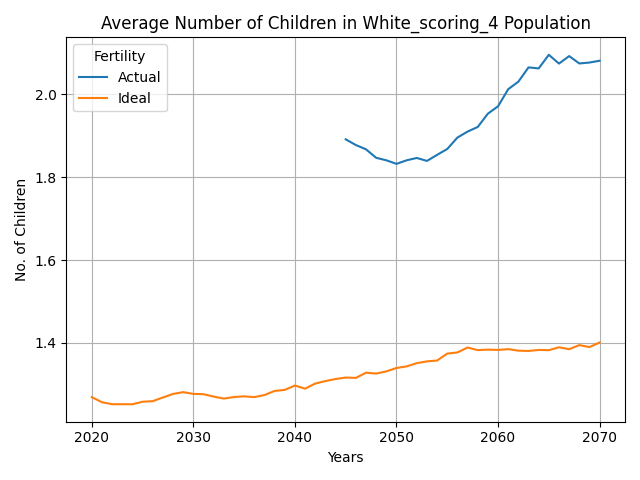 Average Number of Children in White_scoring_4 Population
Fertility
Actual
Ideal
No. of Children
2.0
1.8
1.6
1.4
2020 2030 2040 2050 2060 2070
Years